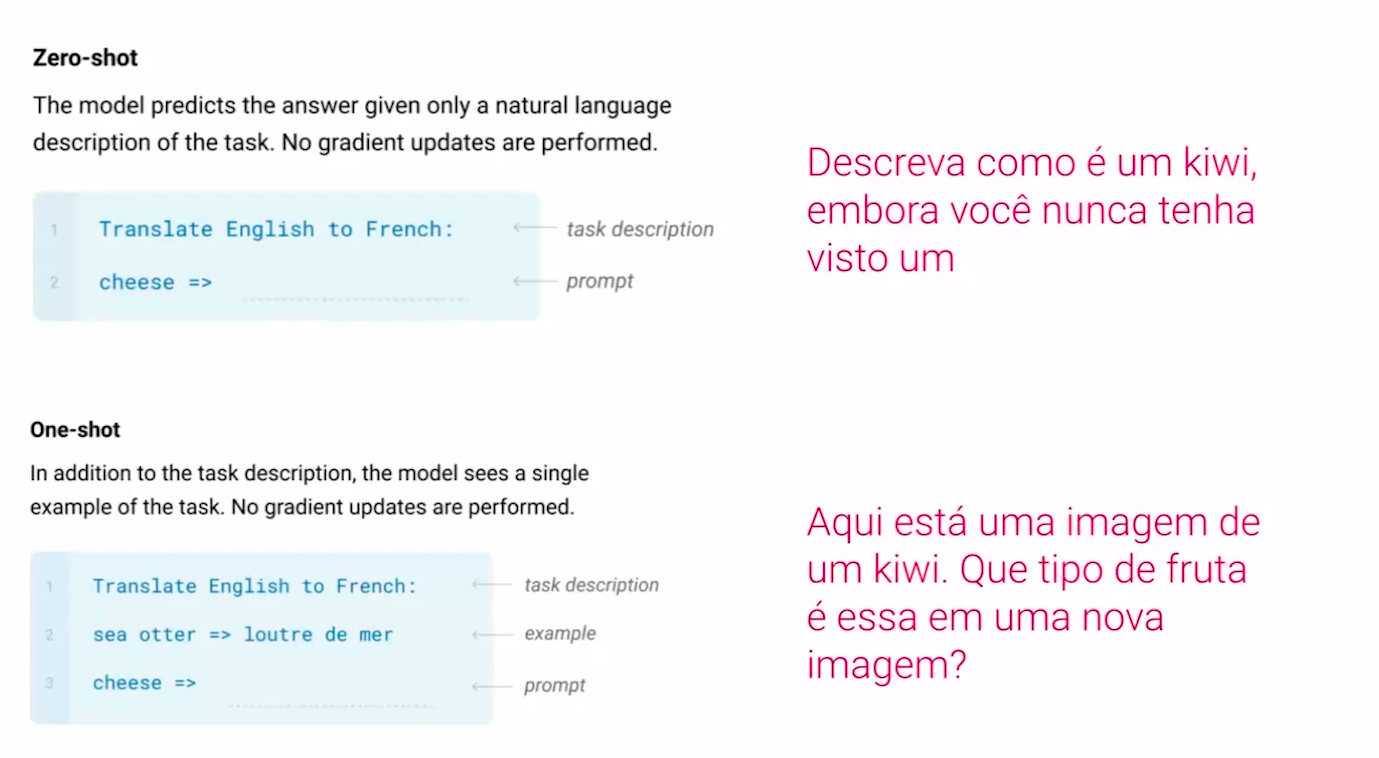 Zero-shot
The model predicts the answer given only a natural language
description of the task. No gradient updates are performed.
1 Translate English to French: task description
2 cheese => prompt
Descreva como é um kiwi,
embora você nunca tenha
visto um
One-shot
In addition to the task description, the model sees a single
example of the task. No gradient updates are performed.
1 Translate English to French: task description
2 sea otter => loutre de mer example
3 cheese => prompt
Aqui está uma imagem de
um kiwi. Que tipo de fruta
é essa em uma nova
imagem?